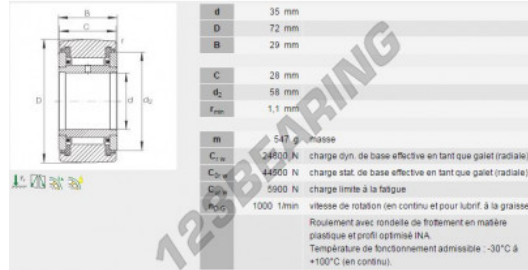 B
C
r
D
d
d₂
d 35 mm
D 72 mm
B 29 mm
C 28 mm
d₂ 58 mm
rmin 1,1 mm
m 547 g masse
Cr w 24800 N charge dyn. de base effective en tant que galet (radiale)
C0r w 44500 N charge stat. de base effective en tant que galet (radiale)
5900 N charge limite à la fatigue
nD G 1000 1/min vitesse de rotation (en continu et pour lubrif. à la graisse
Roulement avec rondelle de frottement en matière
plastique et profil optimisé INA.
Température de fonctionnement admissible : -30°C à
+100°C (en continu).
123BEARING